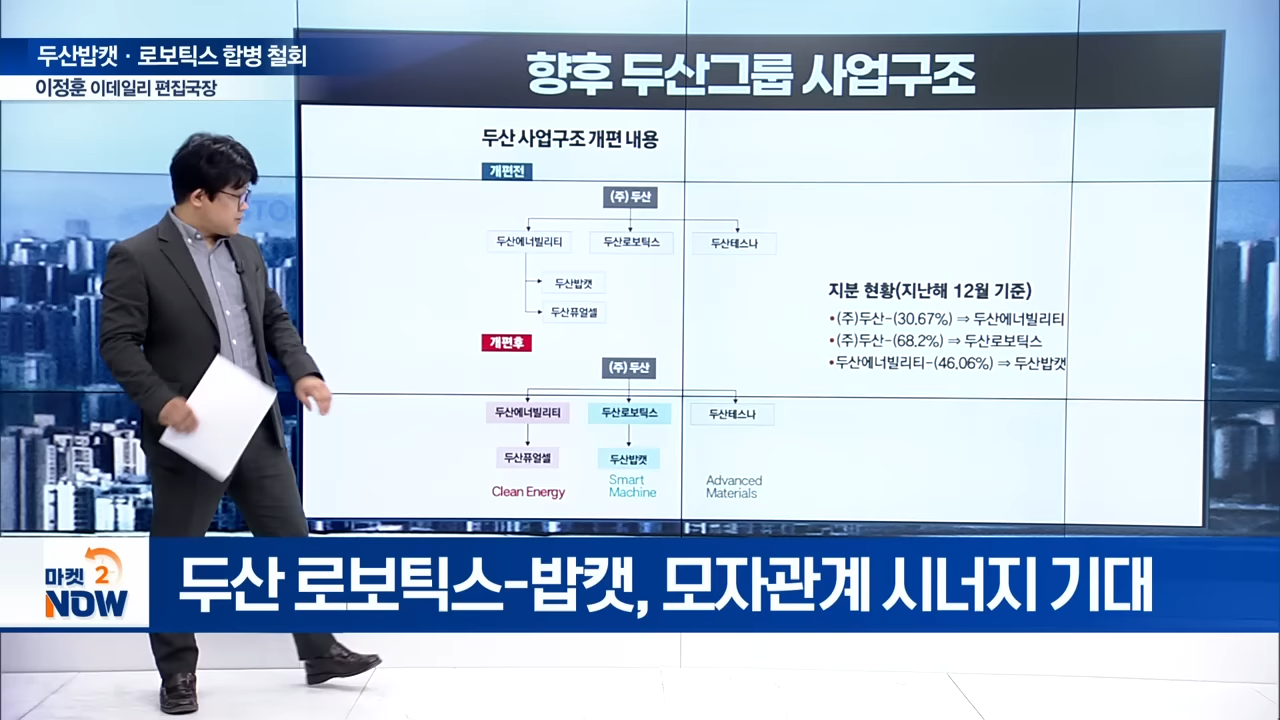 두산밥캣·로보틱스 합병 철회
이정훈 이데일리 편집국장
향후 두산그룹 사업구조
두산 사업구조 개편 내용
개편전
(주) 두산
두산에너빌리티
두산로보틱스
두산테스나
두산밥캣
두산퓨얼셀
개편후
(주) 두산
두산에너빌리티
두산로보틱스
두산테스나
두산퓨얼셀
두산밥캣
Clean Energy
Smart
Machine
Advanced
Materials
지분 현황(지난해 12월 기준)
•(주)두산-(30.67%) ⇒ 두산에너빌리티
•(주)두산-(68.2%) ⇒ 두산로보틱스
•두산에너빌리티-(46.06%) ⇒ 두산밥캣
마켓 2
NOW
두산 로보틱스-밥캣, 모자관계 시너지 기대